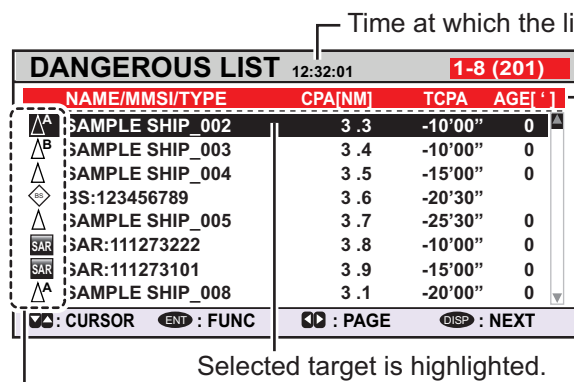 Time at which the li
DANGEROUS LIST 12:32:01 1-8 (201)
NAME/MMSI/TYPE CPA[NM] TCPA AGE[ ‘ ]
A SAMPLE SHIP_002 3 .3 -10’00” 0
B SAMPLE SHIP_003 3 .4 -10’00” 0
SAMPLE SHIP_004 3 .5 -15’00” 0
BS BS:123456789 3 .6 -20’30”
SAMPLE SHIP_005 3 .7 -25’30” 0
SAR SAR:111273222 3 .8 -10’00” 0
SAR SAR:111273101 3 .9 -15’00” 0
A SAMPLE SHIP_008 3 .1 -20’00” 0
: CURSOR ENT : FUNC : PAGE DISP : NEXT
Selected target is highlighted.